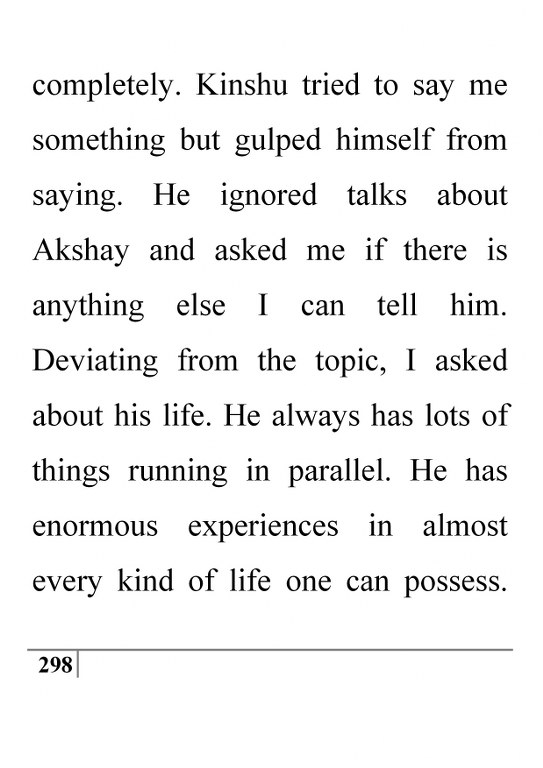 completely. Kinshu tried to say me
something but gulped himself from
saying. He ignored talks about
Akshay and asked me if there is
anything else I can tell him.
Deviating from the topic, I asked
about his life. He always has lots of
things running in parallel. He has
enormous experiences in almost
every kind of life one can possess.
298